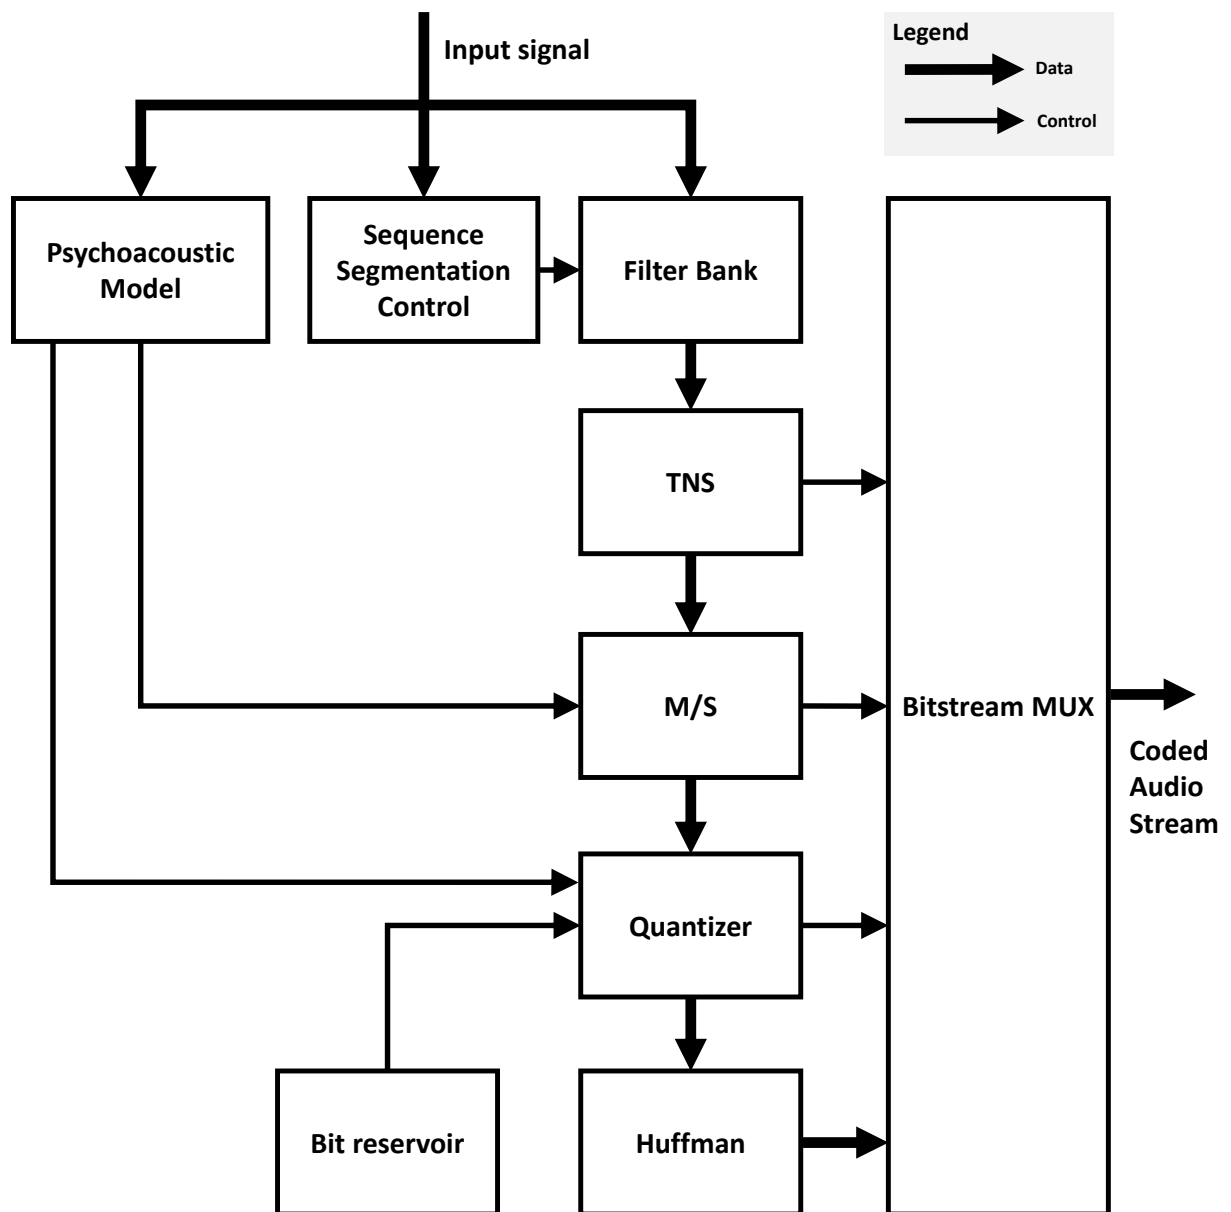 Input signal
Legend
Data
Control
Psychoacoustic
Model
Sequence
Segmentation
Control
Filter Bank
TNS
M/S
Bitstream MUX
Coded
Audio
Stream
Quantizer
Bit reservoir
Huffman